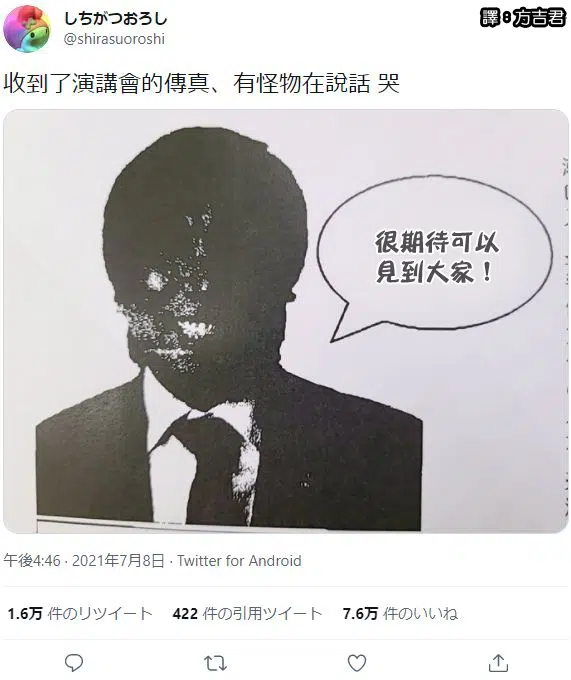 しちがつおろし
@shirasuoroshi
譯8方吉君
收到了演講會的傳真、有怪物在說話 哭
很期待可以
見到大家！
午後4:46 · 2021年7月8日 · Twitter for Android
1.6万 件のリツイート 422 件の引用ツイート 7.6万 件のいいね